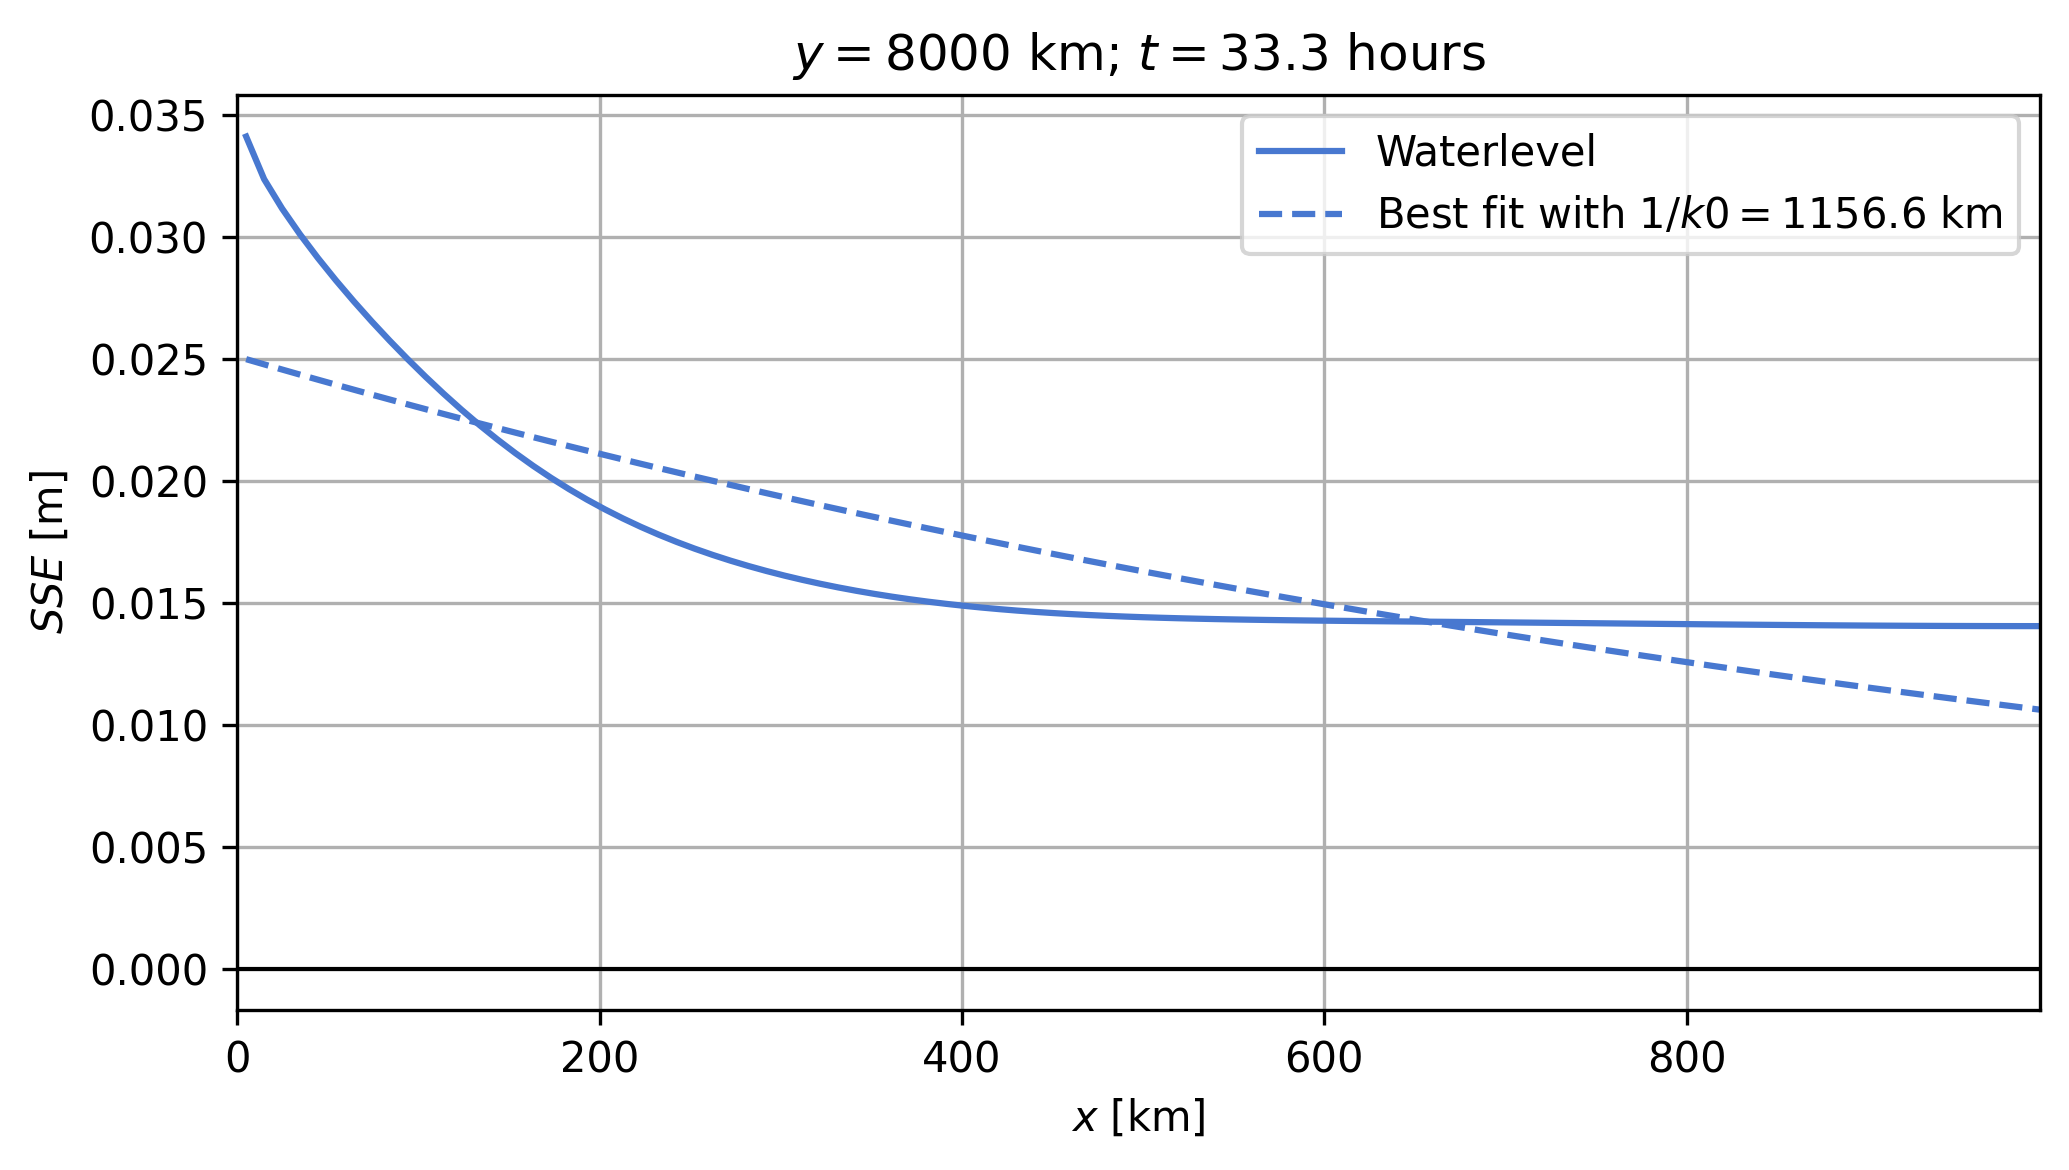 y = 8000 km; t = 33.3 hours
0.035
0.030
0.025
0.020
0.015
0.010
0.005
0.000
SSE [m]
Waterlevel
Best fit with 1/k0 = 1156.6 km
0 200 400 600 800
x [km]